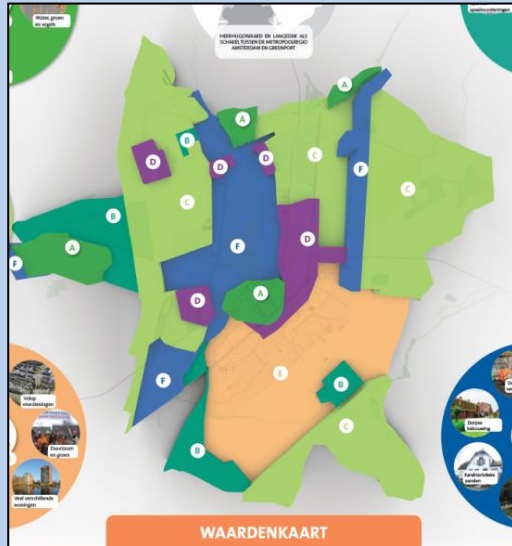 Water, groen
en vogels
HEERHUGOWAARD EN LANGEDIJK ALS
SCHAKEL TUSSEN DE METROPOOLREGIO
AMSTERDAM EN GREENPORT
A
A
B
D
D
D
C
F
C
C
B
D
A
F
F
D
A
F
E
B
C
B
Volop
voorzieningen
Duurzaam
en groen
Veel verschillende
woningen
Dorpse
bebouwing
Karakteristieke
panden
WAARDENKAART